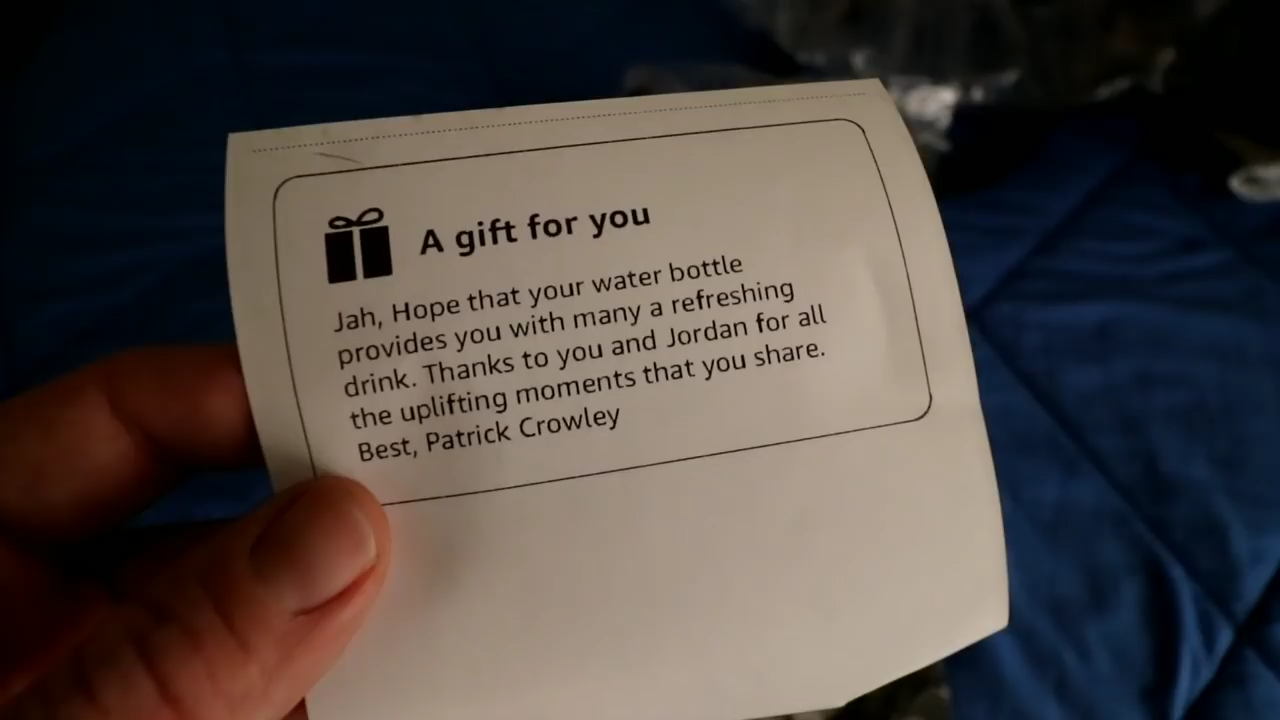 A gift for you
Jah, Hope that your water bottle
provides you with many a refreshing
drink. Thanks to you and Jordan for all
the uplifting moments that you share.
Best, Patrick Crowley